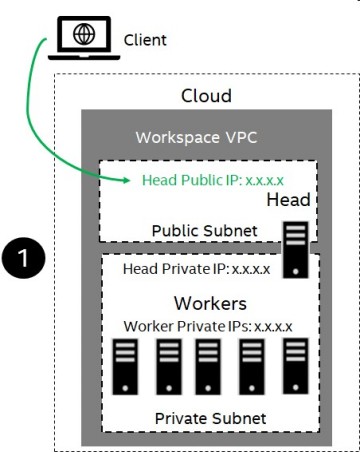 Client
Cloud
Workspace VPC
Head Public IP: x.x.x.x
Head
Public Subnet
1
Head Private IP: x.x.x.x
Workers
Worker Private IPs: x.x.x.x
Private Subnet